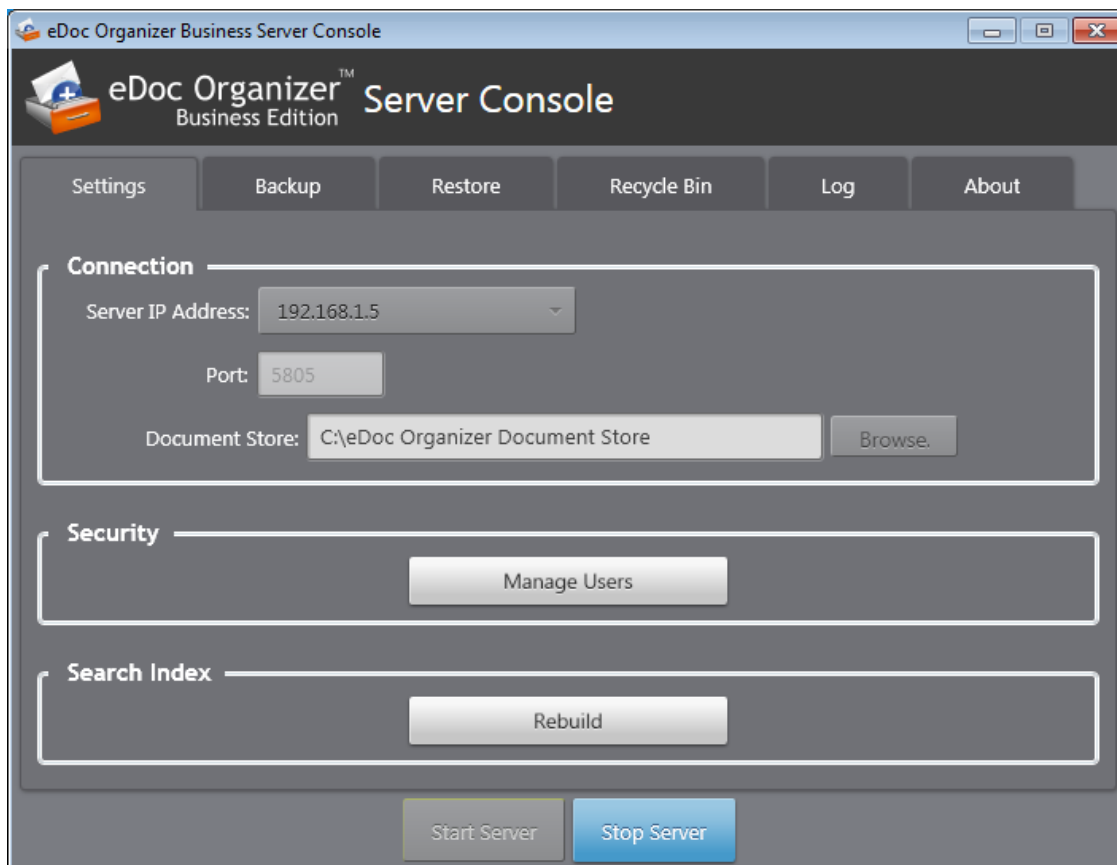 eDoc Organizer Business Server Console
eDoc Organizer™
Business Edition
Server Console
Settings Backup Restore Recycle Bin Log About
Connection
Server IP Address: 192.168.1.5
Port: 5805
Document Store: C:\eDoc Organizer Document Store Browse.
Security
Manage Users
Search Index
Rebuild
Start Server Stop Server